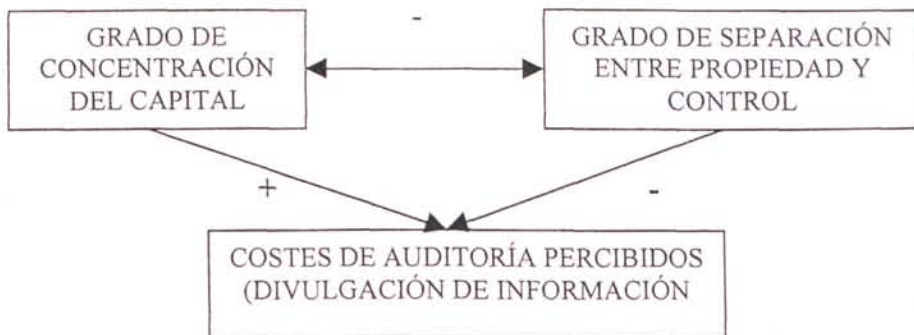 -
GRADO DE
CONCENTRACIÓN
DEL CAPITAL
GRADO DE SEPARACIÓN
ENTRE PROPIEDAD Y
CONTROL
+
-
COSTES DE AUDITORÍA PERCIBIDOS
(DIVULGACIÓN DE INFORMACIÓN